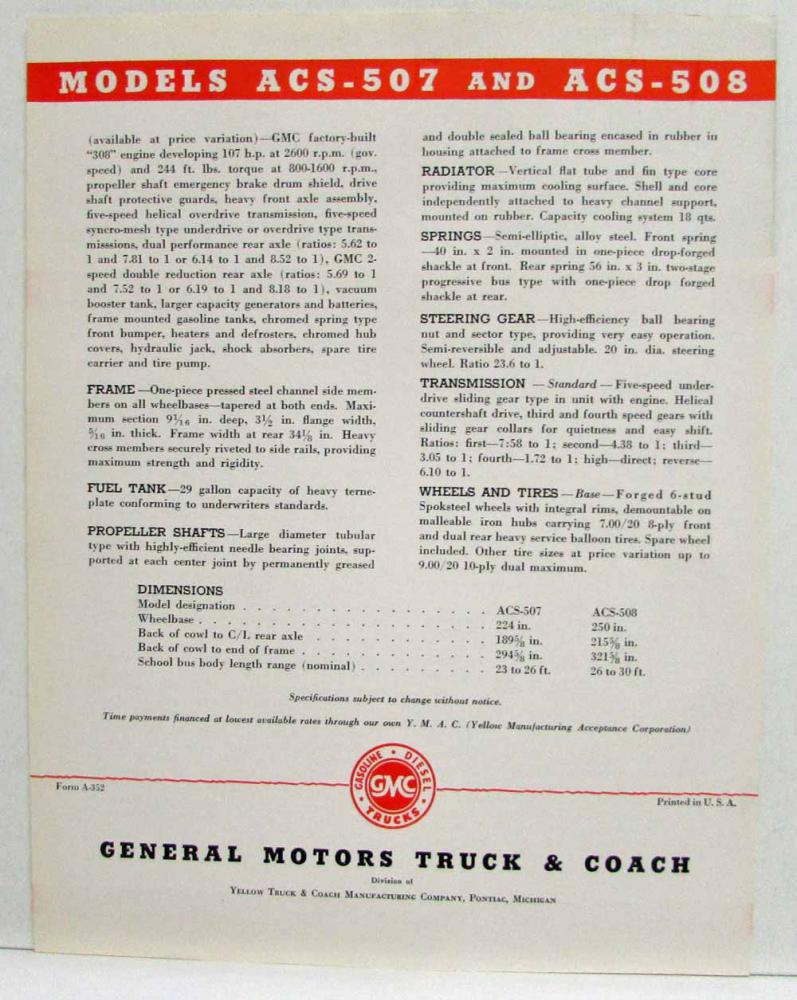 MODELS ACS-507 AND ACS-508
(available at price variation)—GMC factory-built
"308" engine developing 107 h.p. at 2600 r.p.m. (gov.
speed) and 244 ft. lbs. torque at 800-1600 r.p.m.,
propeller shaft emergency brake drum shield, drive
shaft protective guards, heavy front axle assembly,
five-speed helical overdrive transmission, five-speed
syncro-mesh type underdrive or overdrive type trans-
misssions, dual performance rear axle (ratios: 5.62 to
1 and 7.81 to 1 or 6.14 to 1 and 8.52 to 1), GMC 2-
speed double reduction rear axle (ratios: 5.69 to 1
and 7.52 to 1 or 6.19 to 1 and 8.18 to 1), vacuum
booster tank, larger capacity generators and batteries,
frame mounted gasoline tanks, chromed spring type
front bumper, heaters and defrosters, chromed hub
covers, hydraulic jack, shock absorbers, spare tire
carrier and tire pump.
FRAME—One-piece pressed steel channel side mem-
bers on all wheelbases—tapered at both ends. Maxi-
mum section 9 1/16 in. deep, 3½ in. flange width,
5/16 in. thick. Frame width at rear 34⅛ in. Heavy
cross members securely riveted to side rails, providing
maximum strength and rigidity.
FUEL TANK—29 gallon capacity of heavy terne-
plate conforming to underwriters standards.
PROPELLER SHAFTS—Large diameter tubular
type with highly-efficient needle bearing joints, sup-
ported at each center joint by permanently greased
and double sealed ball bearing encased in rubber in
housing attached to frame cross member.
RADIATOR—Vertical flat tube and fin type core
providing maximum cooling surface. Shell and core
independently attached to heavy channel support,
mounted on rubber. Capacity cooling system 18 qts.
SPRINGS—Semi-elliptic, alloy steel. Front spring
—40 in. x 2 in. mounted in one-piece drop-forged
shackle at front. Rear spring 56 in. x 3 in. two-stage
progressive bus type with one-piece drop forged
shackle at rear.
STEERING GEAR—High-efficiency ball bearing
nut and sector type, providing very easy operation.
Semi-reversible and adjustable. 20 in. dia. steering
wheel. Ratio 23.6 to 1.
TRANSMISSION — Standard — Five-speed under-
drive sliding gear type in unit with engine. Helical
countershaft drive, third and fourth speed gears with
sliding gear collars for quietness and easy shift.
Ratios: first—7:58 to 1; second—4.38 to 1; third—
3.05 to 1; fourth—1.72 to 1; high—direct; reverse—
6.10 to 1.
WHEELS AND TIRES—Base—Forged 6-stud
Spoksteel wheels with integral rims, demountable on
malleable iron hubs carrying 7.00/20 8-ply front
and dual rear heavy service balloon tires. Spare wheel
included. Other tire sizes at price variation up to
9.00/20 10-ply dual maximum.
DIMENSIONS
Model designation . . . . . . . . . . . . . . . . . ACS-507 ACS-508
Wheelbase . . . . . . . . . . . . . . . . . . . . 224 in. 250 in.
Back of cowl to C/L rear axle . . . . . . . . . . . . 189⅝ in. 215⅝ in.
Back of cowl to end of frame . . . . . . . . . . . . . 294⅝ in. 321⅝ in.
School bus body length range (nominal) . . . . . . . . . 23 to 26 ft. 26 to 30 ft.
Specifications subject to change without notice.
Time payments financed at lowest available rates through our own Y. M. A. C. (Yellow Manufacturing Acceptance Corporation)
GASOLINE • DIESEL
GMC
• TRUCKS •
Form A-352
Printed in U. S. A.
GENERAL MOTORS TRUCK & COACH
Division of
YELLOW TRUCK & COACH MANUFACTURING COMPANY, PONTIAC, MICHIGAN